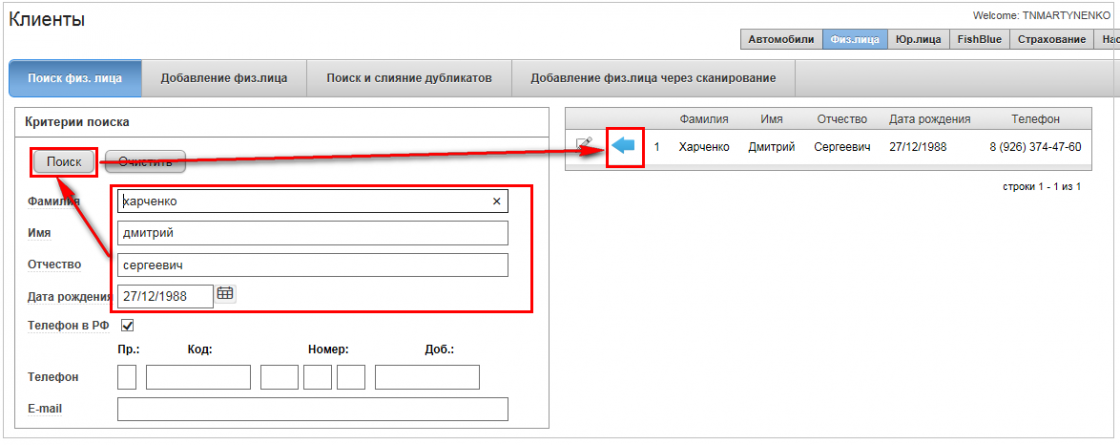 Клиенты
Welcome: TNMARTYNENKO
Автомобили Физ.лица Юр.лица FishBlue Страхование Нас
Поиск физ. лица Добавление физ.лица Поиск и слияние дубликатов Добавление физ.лица через сканирование
Критерии поиска
Поиск Очистить
Фамилия харченко
Имя дмитрий
Отчество сергеевич
Дата рождения 27/12/1988
Телефон в РФ
Пр.: Код: Номер: Доб.:
Телефон
E-mail
Фамилия Имя Отчество Дата рождения Телефон
1 Харченко Дмитрий Сергеевич 27/12/1988 8 (926) 374-47-60
строки 1 - 1 из 1